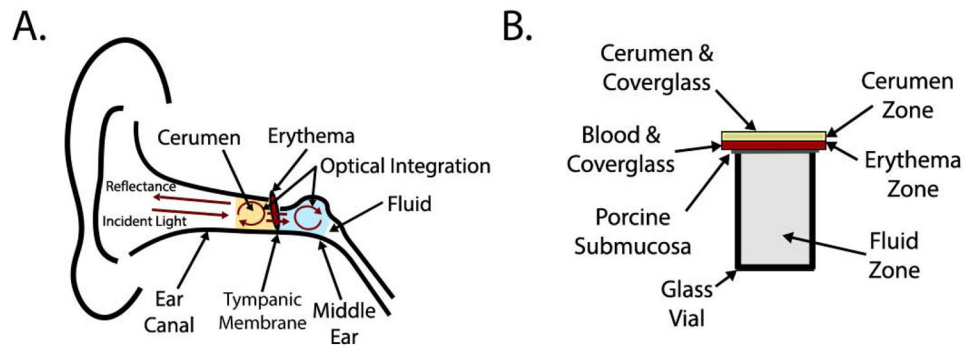 A.
Cerumen
Erythema
Optical Integration
Reflectance
Incident Light
Fluid
Ear
Canal
Tympanic
Membrane
Middle
Ear
B.
Cerumen &
Coverglass
Cerumen
Zone
Blood &
Coverglass
Erythema
Zone
Porcine
Submucosa
Fluid
Zone
Glass
Vial